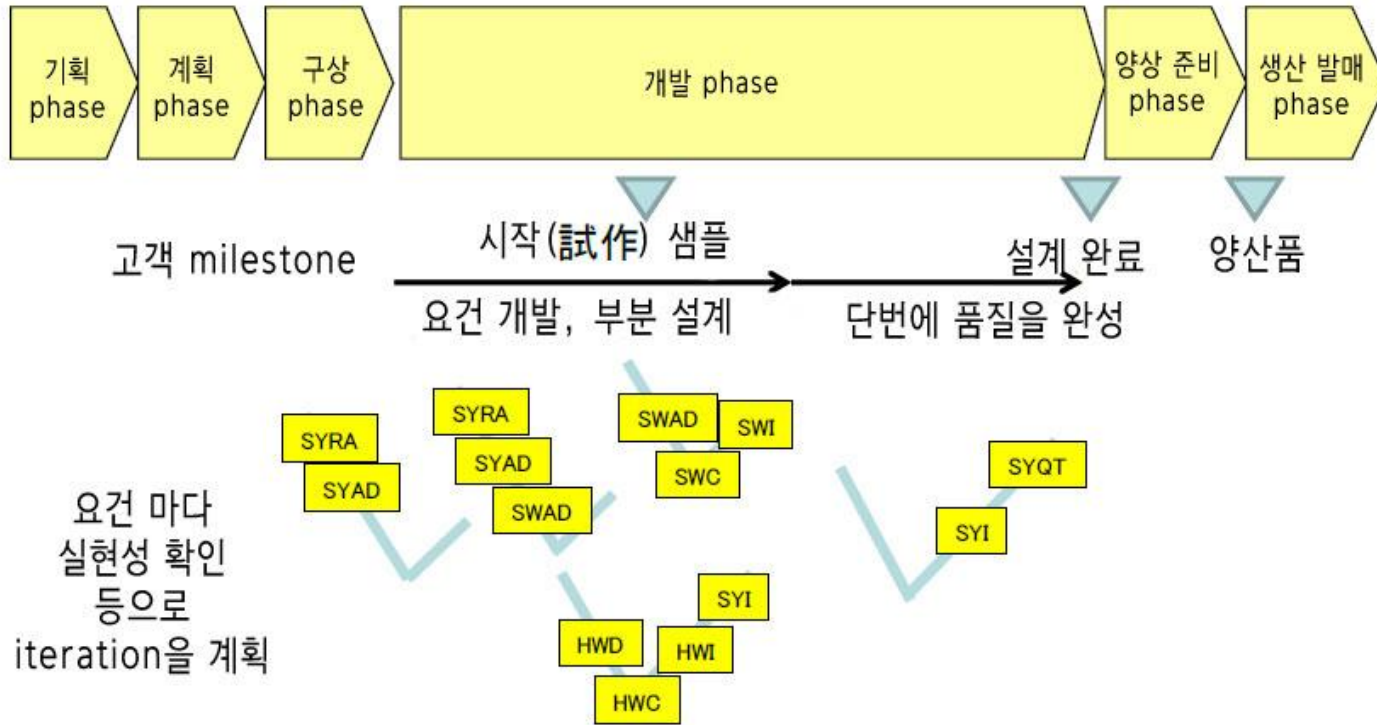 기획
phase
계획
phase
구상
phase
개발 phase
양상 준비
phase
생산 발매
phase
고객 milestone
시작(試作) 샘플
설계 완료
양산품
요건 개발, 부분 설계
단번에 품질을 완성
요건 마다
실현성 확인
등으로
iteration을 계획
SYRA
SYAD
SYRA
SYAD
SWAD
SWAD
SWI
SWC
HWD
HWC
HWI
SYI
SYQT
SYI